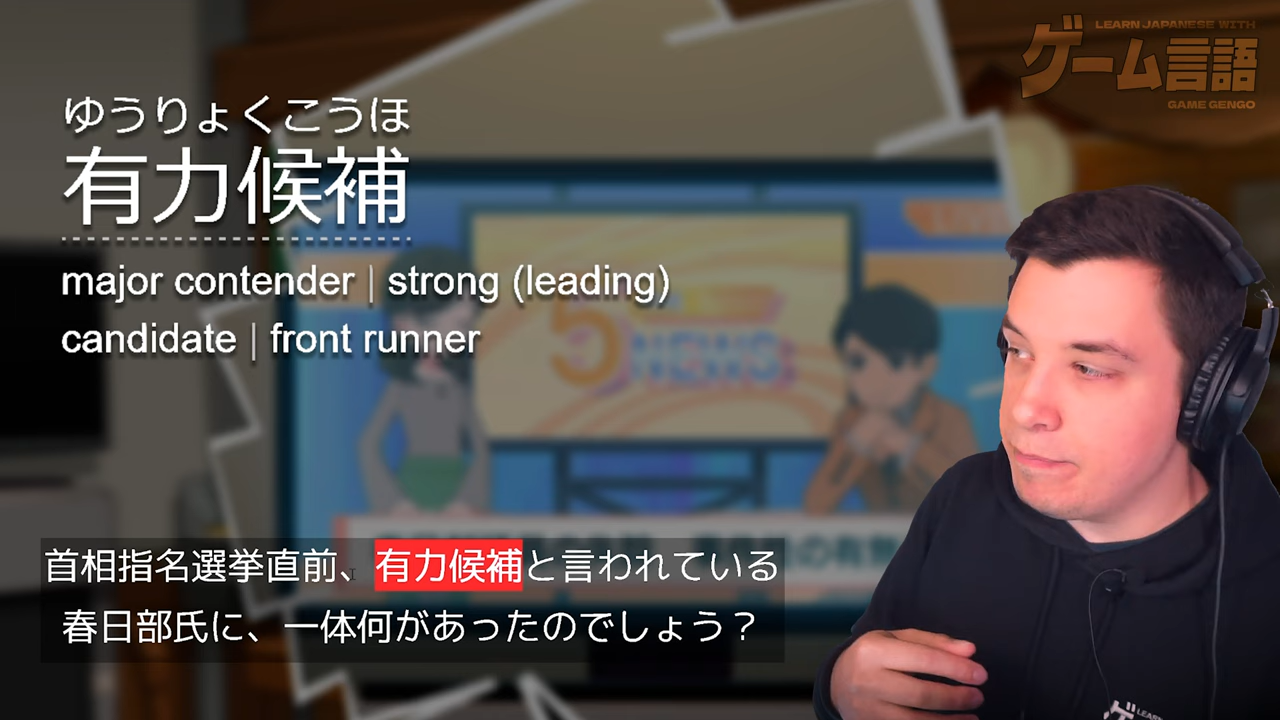 LEARN JAPANESE WITH
ゲーム言語
GAME GENGO
ゆうりょくこうほ
有力候補
major contender | strong (leading)
candidate | front runner
5 NEWS
首相指名選挙直前、有力候補と言われている
春日部氏に、一体何があったのでしょう？